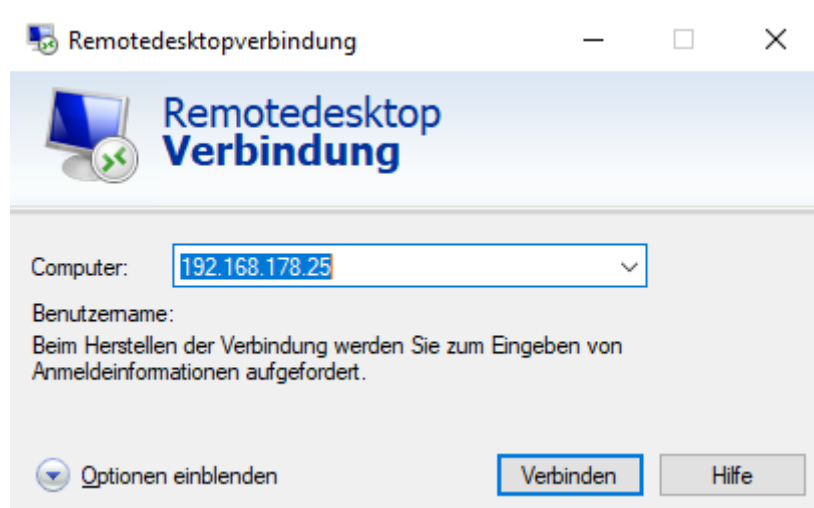 Remotedesktopverbindung
Remotedesktop
Verbindung
Computer: 192.168.178.25
Benutzername:
Beim Herstellen der Verbindung werden Sie zum Eingeben von
Anmeldeinformationen aufgefordert.
Optionen einblenden Verbinden Hilfe